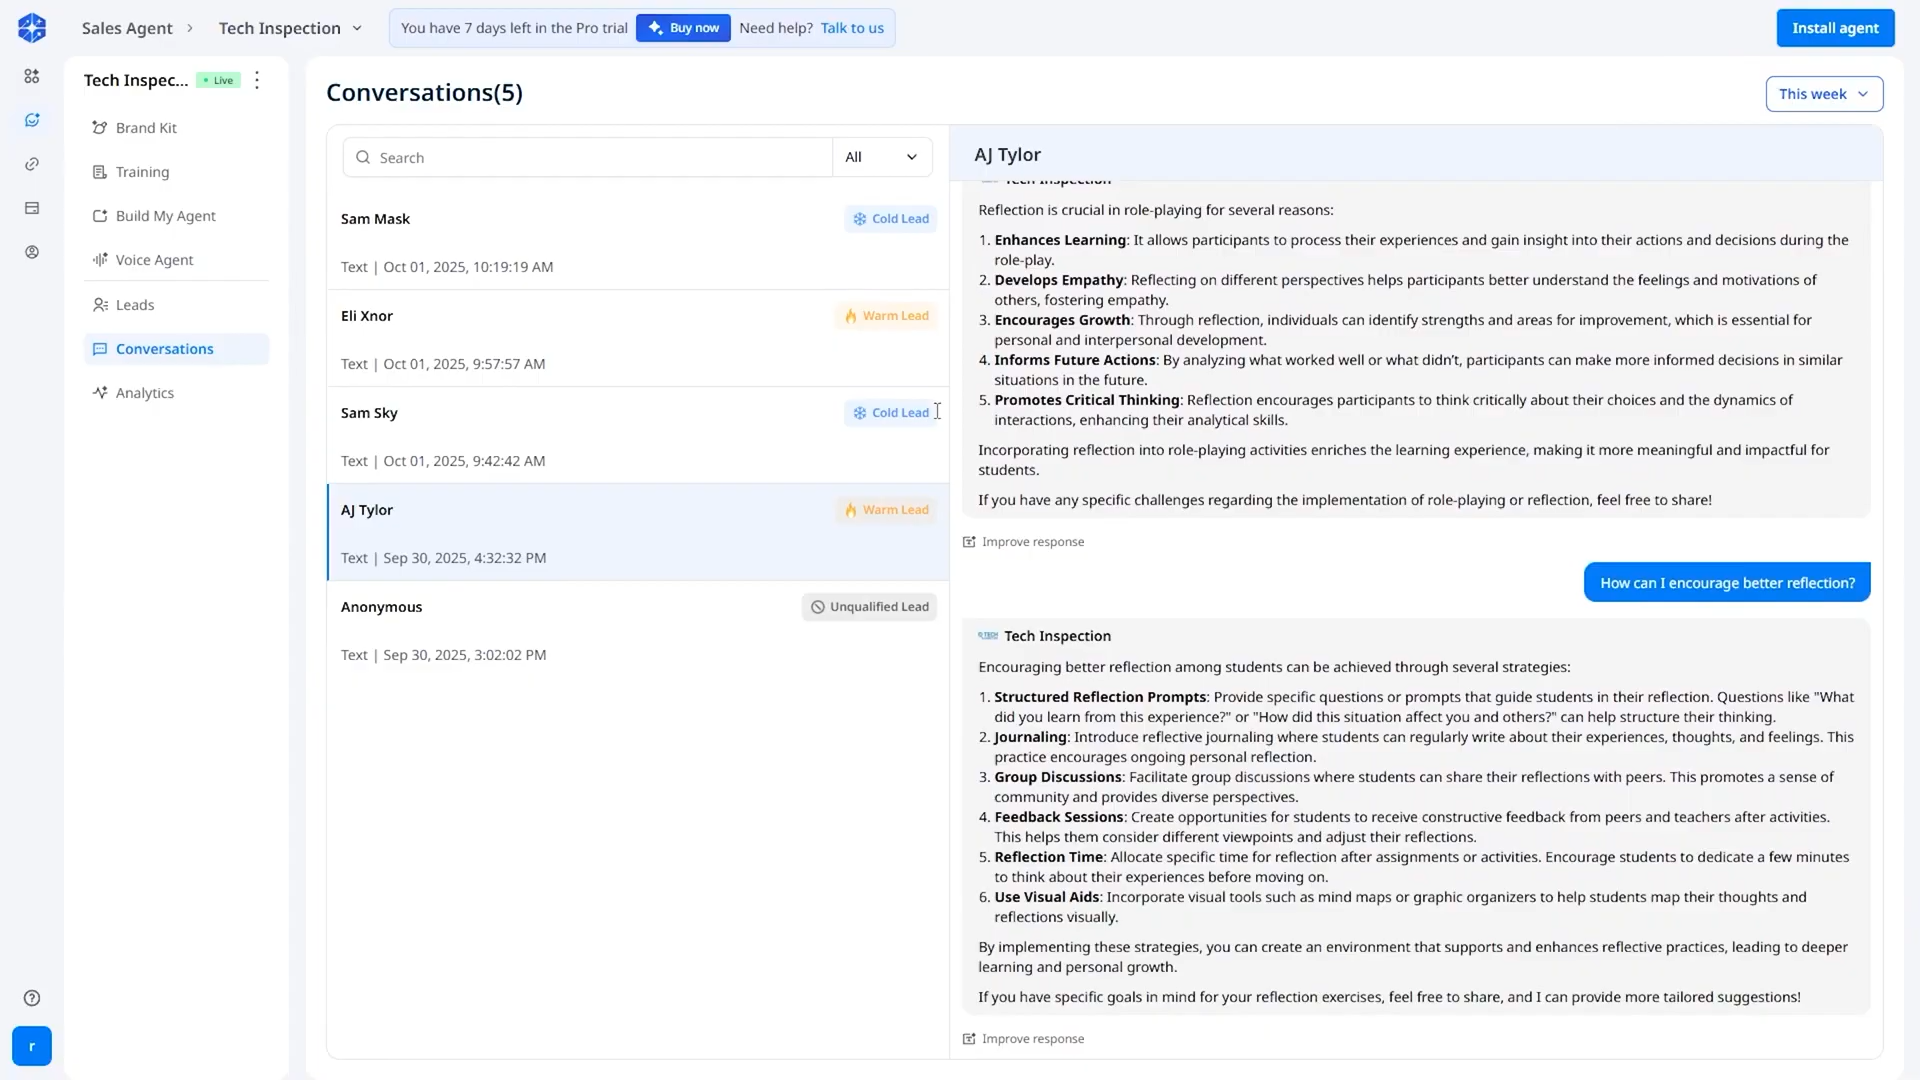 Sales Agent
Tech Inspection
You have 7 days left in the Pro trial
Buy now
Need help? Talk to us
Install agent
Tech Inspec...
Live
Brand Kit
Training
Build My Agent
Voice Agent
Leads
Conversations
Analytics
r
Conversations(5)
This week
Search
All
Sam Mask
Cold Lead
Text | Oct 01, 2025, 10:19:19 AM
Eli Xnor
Warm Lead
Text | Oct 01, 2025, 9:57:57 AM
Sam Sky
Cold Lead
Text | Oct 01, 2025, 9:42:42 AM
AJ Tylor
Warm Lead
Text | Sep 30, 2025, 4:32:32 PM
Anonymous
Unqualified Lead
Text | Sep 30, 2025, 3:02:02 PM
AJ Tylor
Tech Inspection
Reflection is crucial in role-playing for several reasons:
1. Enhances Learning: It allows participants to process their experiences and gain insight into their actions and decisions during the
role-play.
2. Develops Empathy: Reflecting on different perspectives helps participants better understand the feelings and motivations of
others, fostering empathy.
3. Encourages Growth: Through reflection, individuals can identify strengths and areas for improvement, which is essential for
personal and interpersonal development.
4. Informs Future Actions: By analyzing what worked well or what didn't, participants can make more informed decisions in similar
situations in the future.
5. Promotes Critical Thinking: Reflection encourages participants to think critically about their choices and the dynamics of
interactions, enhancing their analytical skills.
Incorporating reflection into role-playing activities enriches the learning experience, making it more meaningful and impactful for
students.
If you have any specific challenges regarding the implementation of role-playing or reflection, feel free to share!
Improve response
How can I encourage better reflection?
Tech Inspection
Encouraging better reflection among students can be achieved through several strategies:
1. Structured Reflection Prompts: Provide specific questions or prompts that guide students in their reflection. Questions like "What
did you learn from this experience?" or "How did this situation affect you and others?" can help structure their thinking.
2. Journaling: Introduce reflective journaling where students can regularly write about their experiences, thoughts, and feelings. This
practice encourages ongoing personal reflection.
3. Group Discussions: Facilitate group discussions where students can share their reflections with peers. This promotes a sense of
community and provides diverse perspectives.
4. Feedback Sessions: Create opportunities for students to receive constructive feedback from peers and teachers after activities.
This helps them consider different viewpoints and adjust their reflections.
5. Reflection Time: Allocate specific time for reflection after assignments or activities. Encourage students to dedicate a few minutes
to think about their experiences before moving on.
6. Use Visual Aids: Incorporate visual tools such as mind maps or graphic organizers to help students map their thoughts and
reflections visually.
By implementing these strategies, you can create an environment that supports and enhances reflective practices, leading to deeper
learning and personal growth.
If you have specific goals in mind for your reflection exercises, feel free to share, and I can provide more tailored suggestions!
Improve response